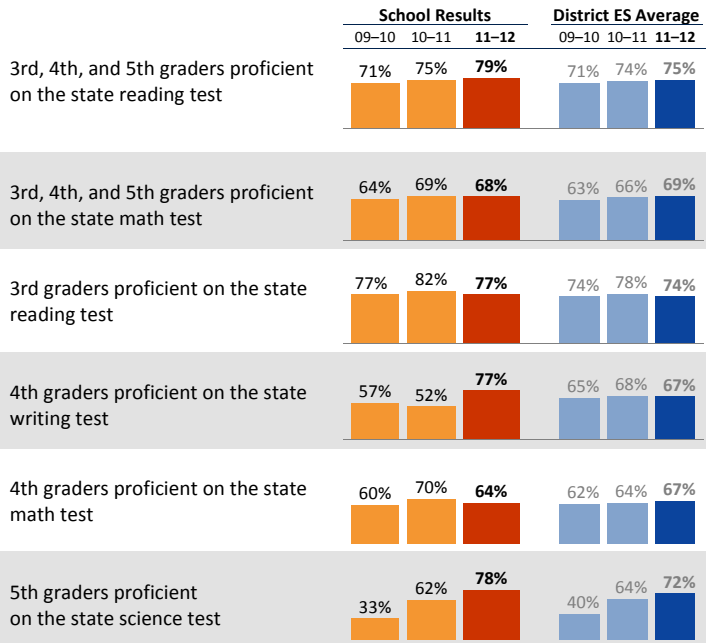 School Results District ES Average
09–10 10–11 11–12 09–10 10–11 11–12
3rd, 4th, and 5th graders proficient
on the state reading test
71% 75% 79% 71% 74% 75%
3rd, 4th, and 5th graders proficient
on the state math test
64% 69% 68% 63% 66% 69%
3rd graders proficient on the state
reading test
77% 82% 77% 74% 78% 74%
4th graders proficient on the state
writing test
57% 52% 77% 65% 68% 67%
4th graders proficient on the state
math test
60% 70% 64% 62% 64% 67%
5th graders proficient
on the state science test
33% 62% 78% 40% 64% 72%